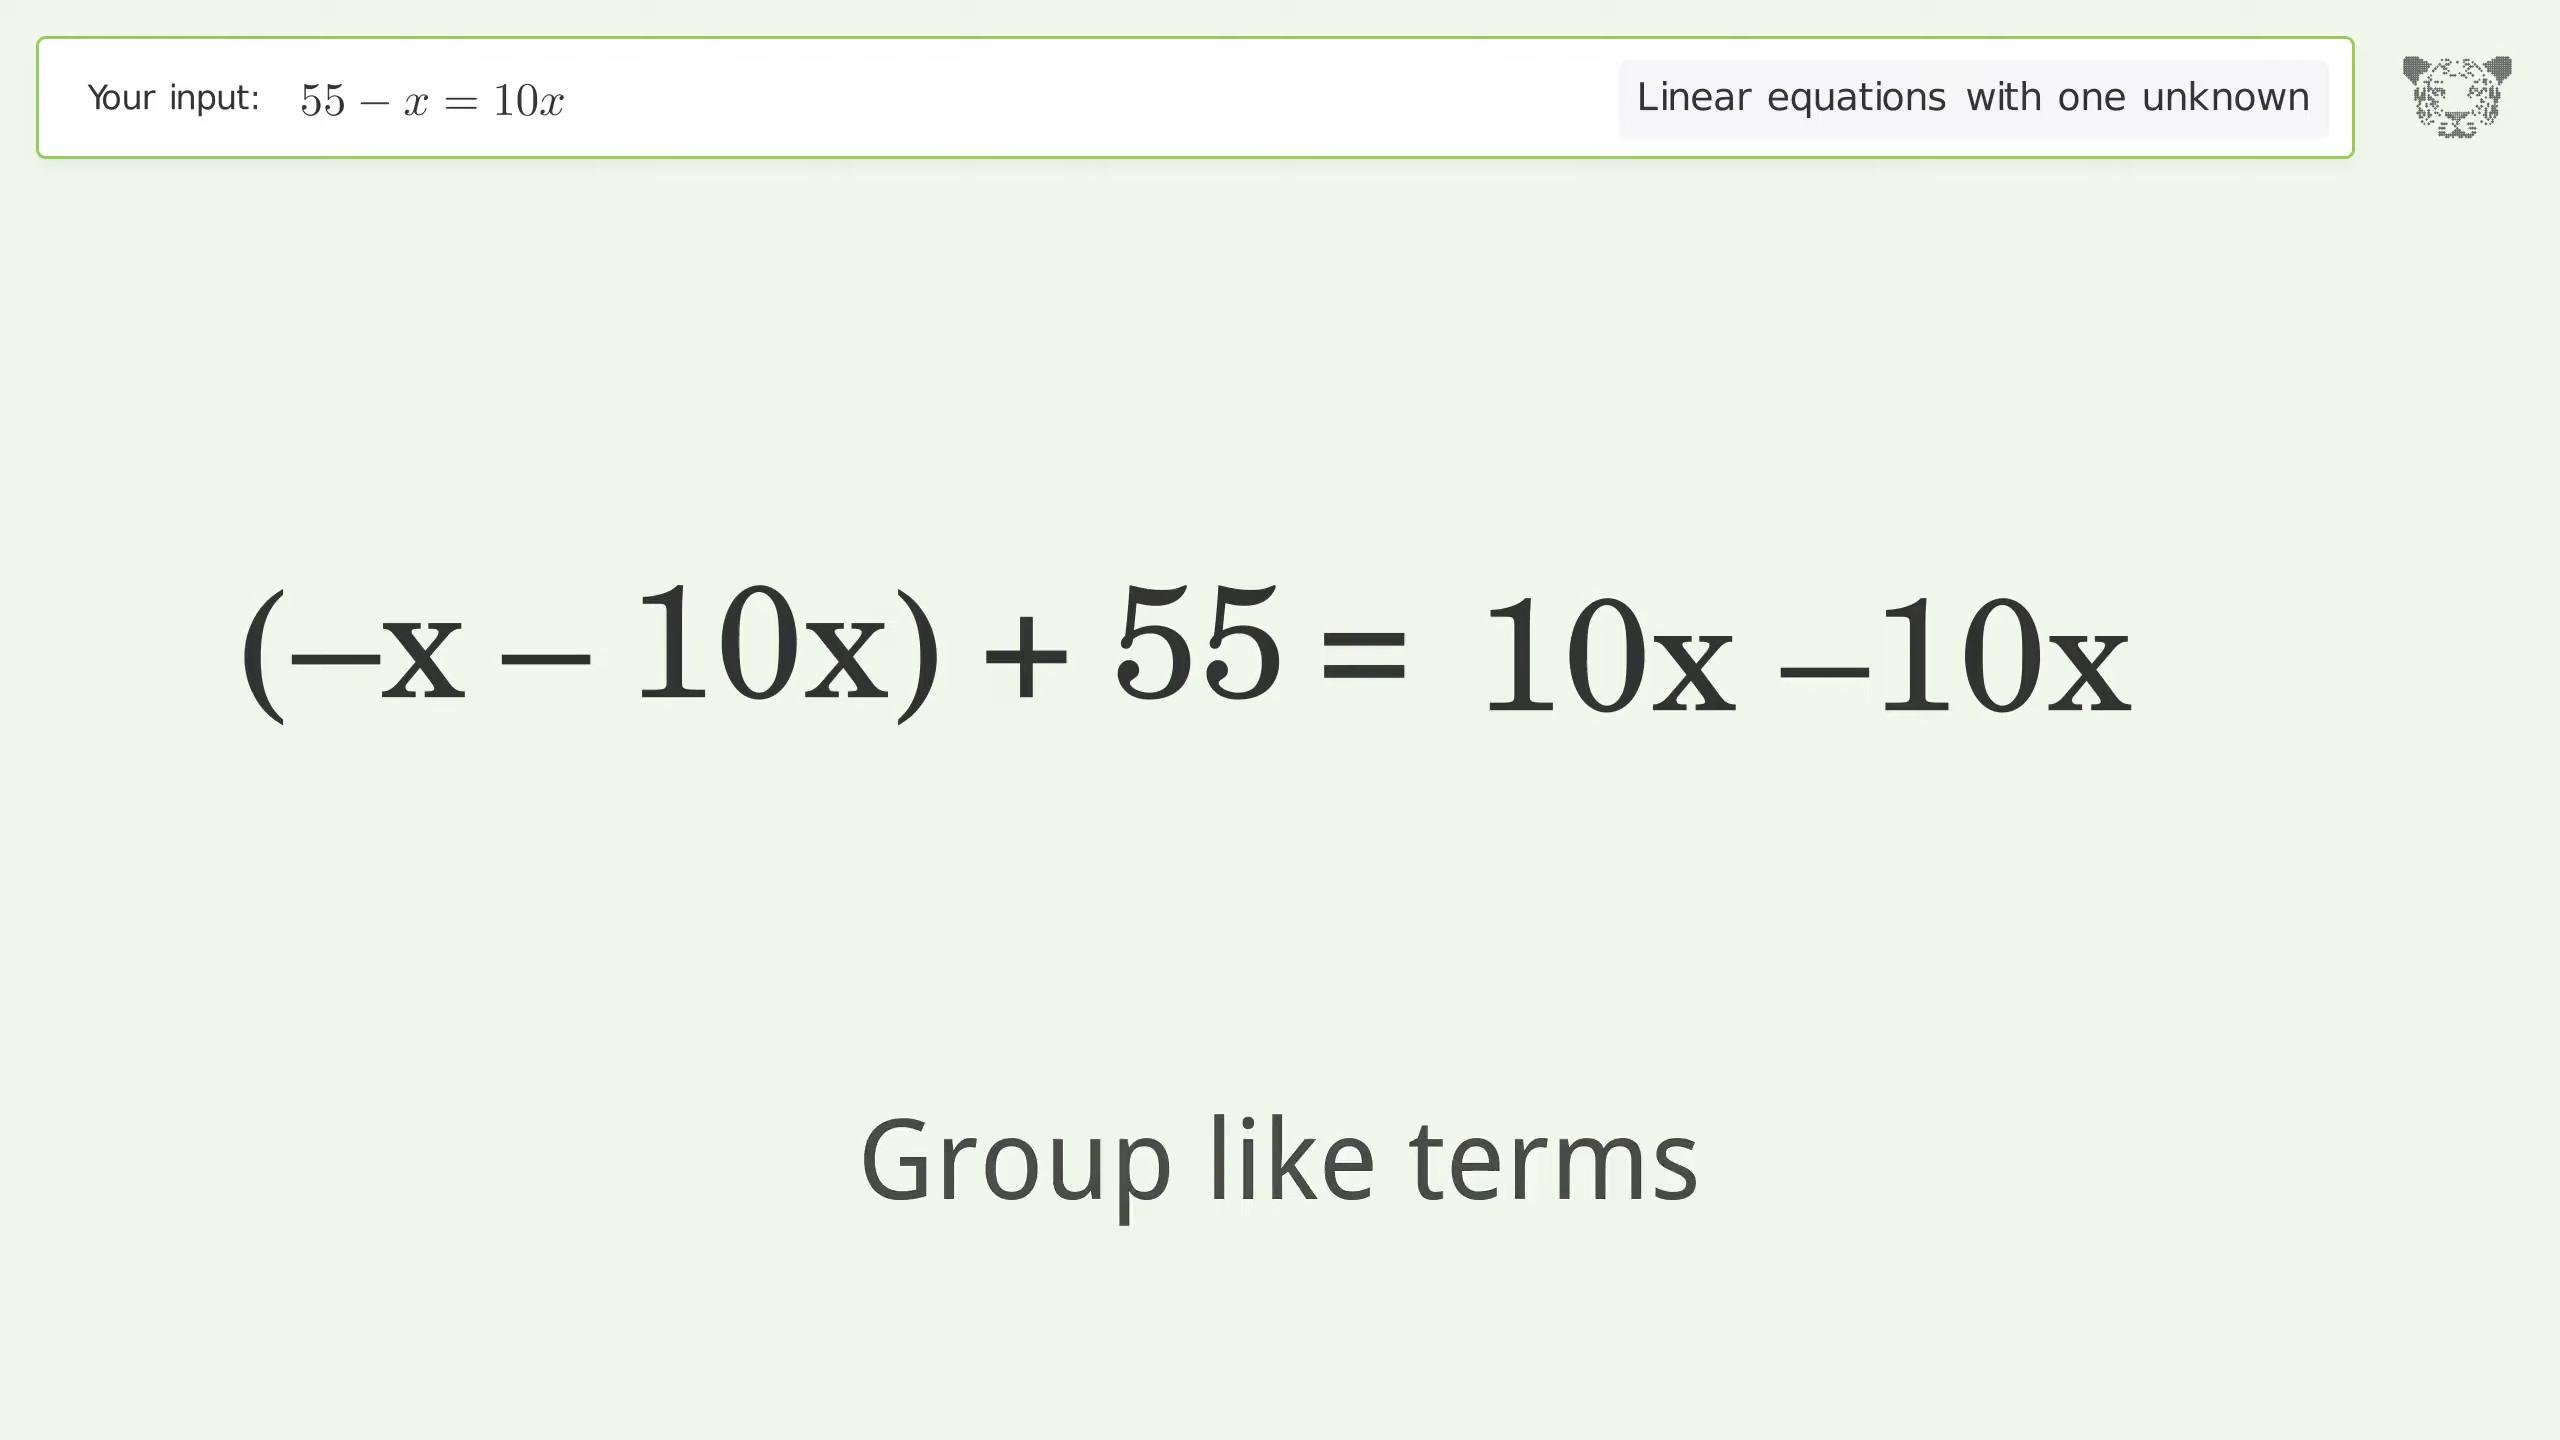 Your input: 55 − x = 10x
Linear equations with one unknown
(−x − 10x) + 55 = 10x −10x
Group like terms